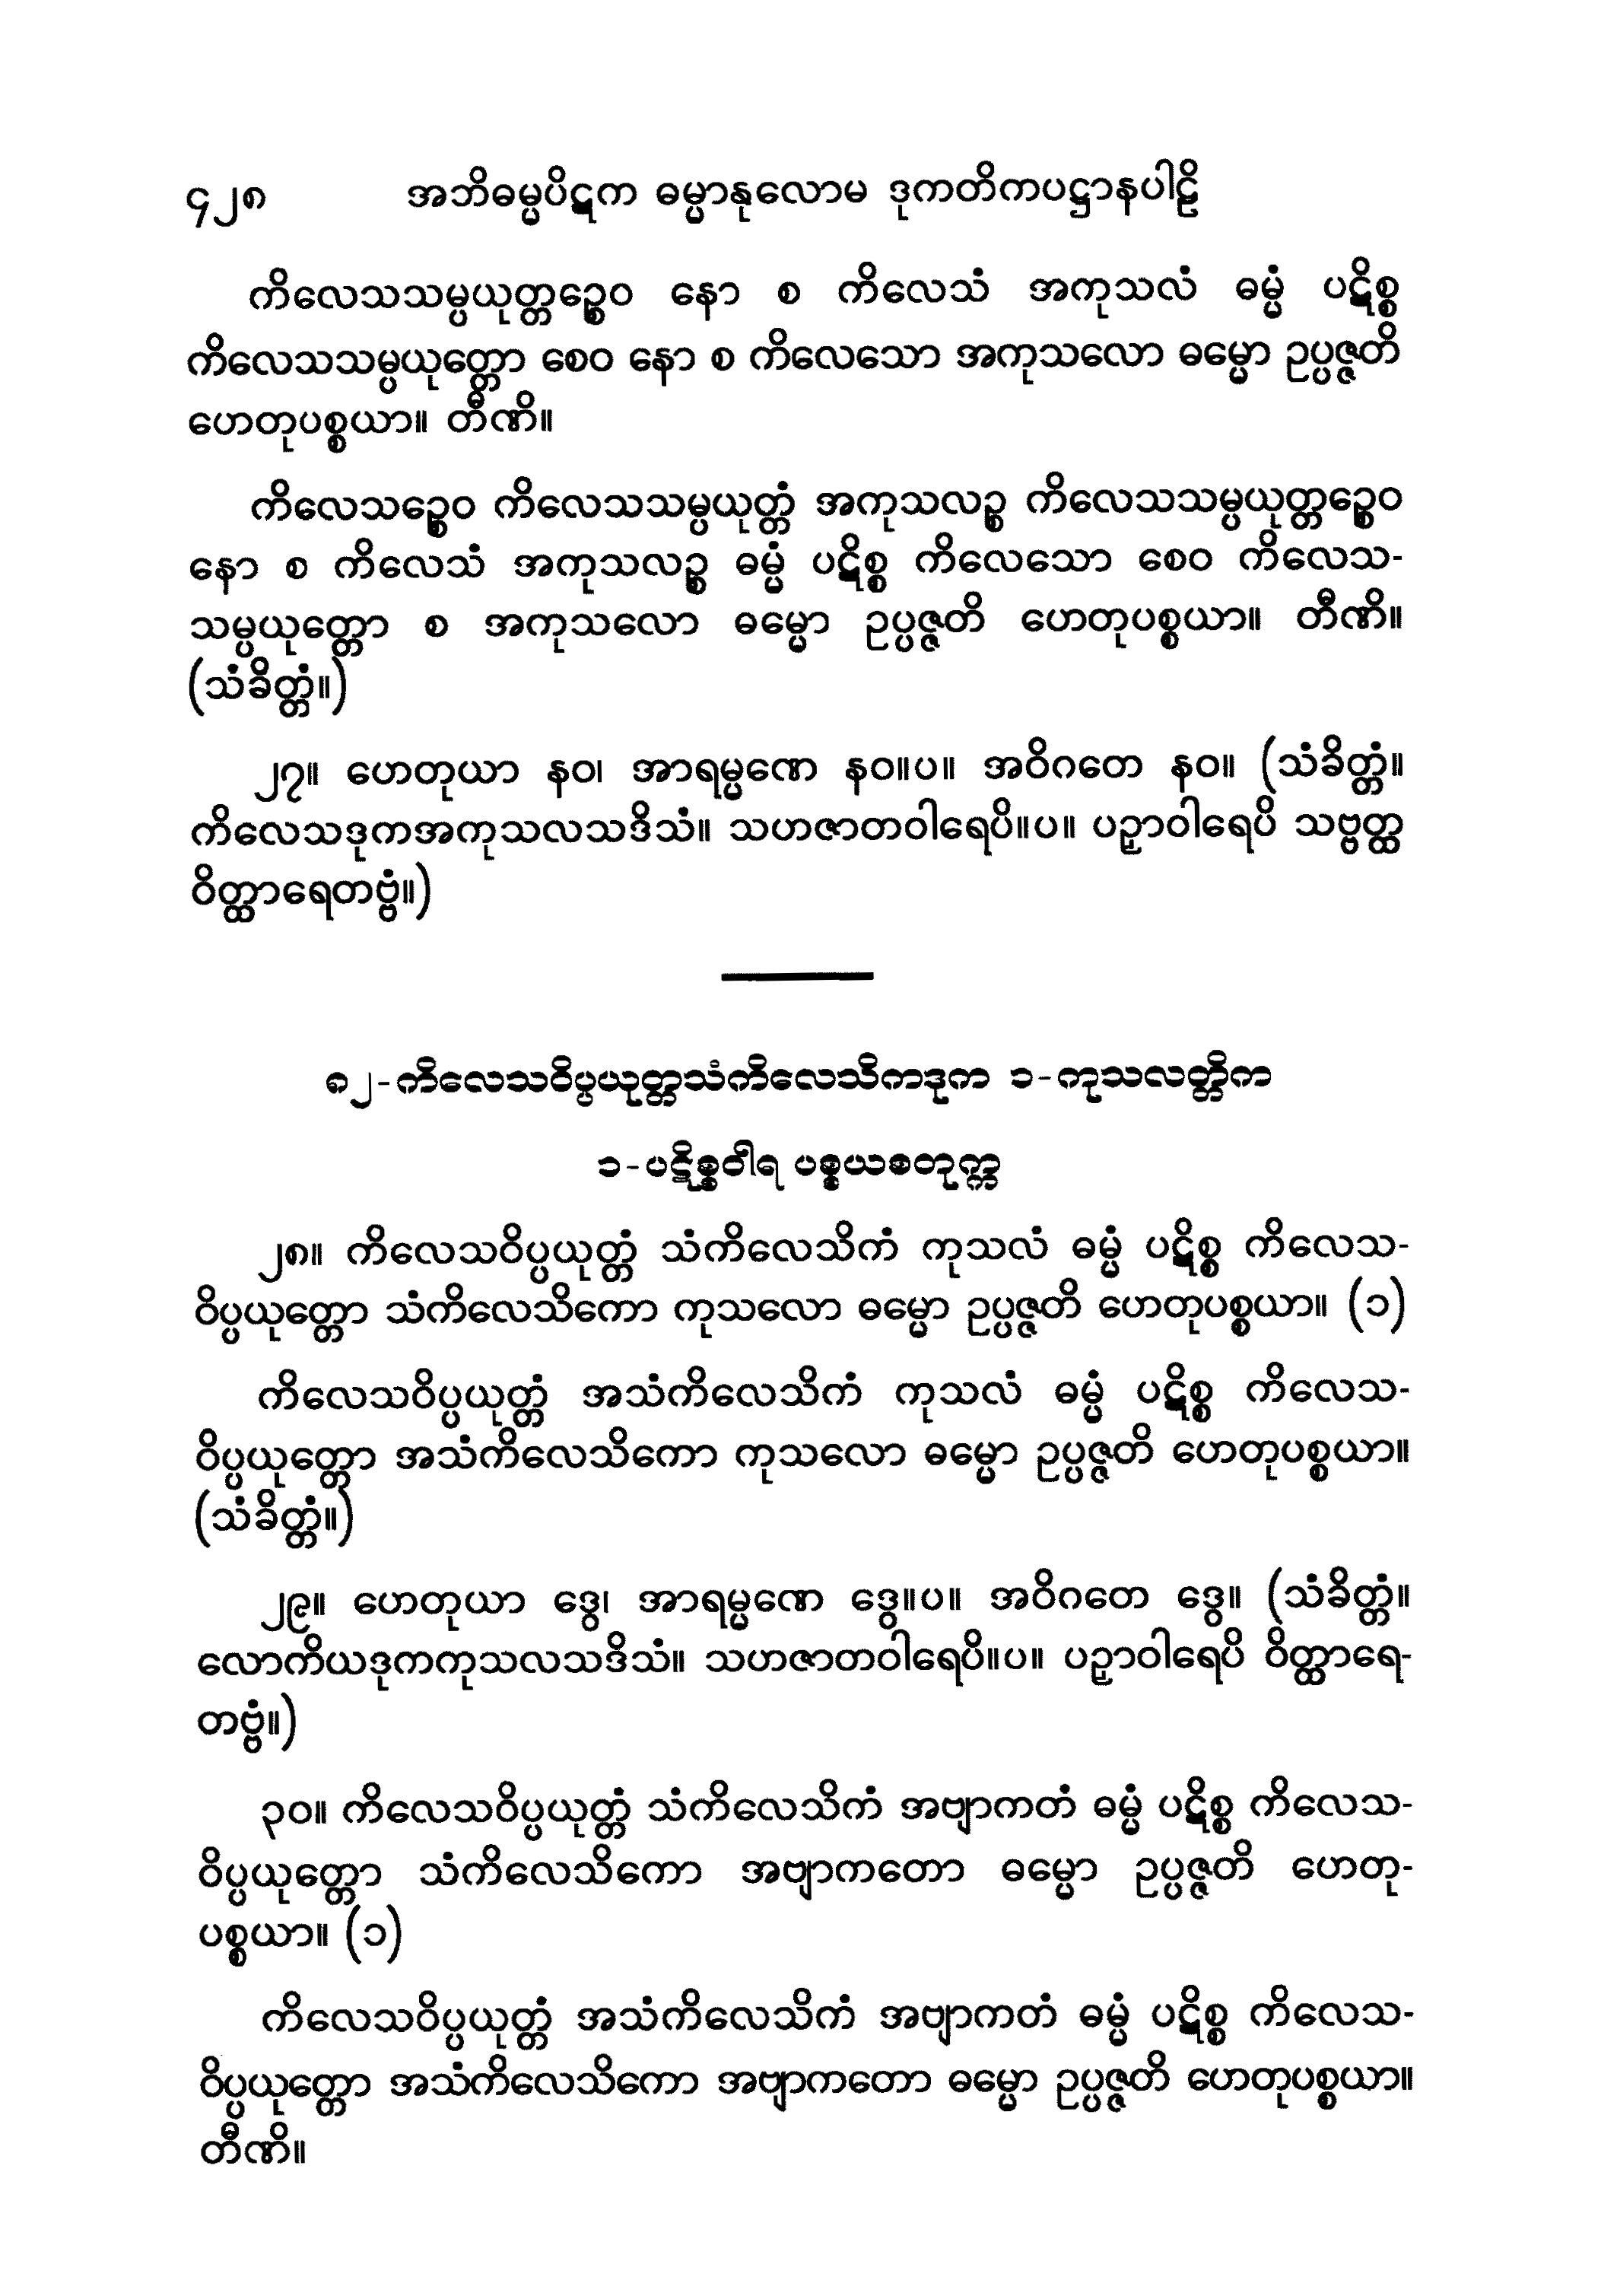 ၄၂၈ အဘိဓမ္မပိဋက ဓမ္မာနုလောမ ဒုကတိကပဋ္ဌာနပါဠိ
ကိလေသသမ္ပယုတ္တဉ္စေဝ နော စ ကိလေသံ အကုသလံ ဓမ္မံ ပဋိစ္စ
ကိလေသသမ္ပယုတ္တော စေဝ နော စ ကိလေသော အကုသလော ဓမ္မော ဥပ္ပဇ္ဇတိ
ဟေတုပစ္စယာ။ တီဏိ။
ကိလေသဉ္စေဝ ကိလေသသမ္ပယုတ္တံ အကုသလဉ္စ ကိလေသသမ္ပယုတ္တဉ္စေဝ
နော စ ကိလေသံ အကုသလဉ္စ ဓမ္မံ ပဋိစ္စ ကိလေသော စေဝ ကိလေသ-
သမ္ပယုတ္တော စ အကုသလော ဓမ္မော ဥပ္ပဇ္ဇတိ ဟေတုပစ္စယာ။ တီဏိ။
(သံခိတ္တံ။)
၂၇။ ဟေတုယာ နဝ၊ အာရမ္မဏေ နဝ။ပ။ အဝိဂတေ နဝ။ (သံခိတ္တံ။
ကိလေသဒုကအကုသလသဒိသံ။ သဟဇာတဝါရေပိ။ပ။ ပဉှာဝါရေပိ သဗ္ဗတ္ထ
ဝိတ္ထာရေတဗ္ဗံ။)
၈၂-ကိလေသဝိပ္ပယုတ္တသံကိလေသိကဒုက ၁-ကုသလတ္တိက
၁-ပဋိစ္စဝါရ ပစ္စယစတုက္က
၂၈။ ကိလေသဝိပ္ပယုတ္တံ သံကိလေသိကံ ကုသလံ ဓမ္မံ ပဋိစ္စ ကိလေသ-
ဝိပ္ပယုတ္တော သံကိလေသိကော ကုသလော ဓမ္မော ဥပ္ပဇ္ဇတိ ဟေတုပစ္စယာ။ (၁)
ကိလေသဝိပ္ပယုတ္တံ အသံကိလေသိကံ ကုသလံ ဓမ္မံ ပဋိစ္စ ကိလေသ-
ဝိပ္ပယုတ္တော အသံကိလေသိကော ကုသလော ဓမ္မော ဥပ္ပဇ္ဇတိ ဟေတုပစ္စယာ။
(သံခိတ္တံ။)
၂၉။ ဟေတုယာ ဒွေ၊ အာရမ္မဏေ ဒွေ။ပ။ အဝိဂတေ ဒွေ။ (သံခိတ္တံ။
လောကိယဒုကကုသလသဒိသံ။ သဟဇာတဝါရေပိ။ပ။ ပဉှာဝါရေပိ ဝိတ္ထာရေ-
တဗ္ဗံ။)
၃၀။ ကိလေသဝိပ္ပယုတ္တံ သံကိလေသိကံ အဗျာကတံ ဓမ္မံ ပဋိစ္စ ကိလေသ-
ဝိပ္ပယုတ္တော သံကိလေသိကော အဗျာကတော ဓမ္မော ဥပ္ပဇ္ဇတိ ဟေတု-
ပစ္စယာ။ (၁)
ကိလေသဝိပ္ပယုတ္တံ အသံကိလေသိကံ အဗျာကတံ ဓမ္မံ ပဋိစ္စ ကိလေသ-
ဝိပ္ပယုတ္တော အသံကိလေသိကော အဗျာကတော ဓမ္မော ဥပ္ပဇ္ဇတိ ဟေတုပစ္စယာ။
တီဏိ။